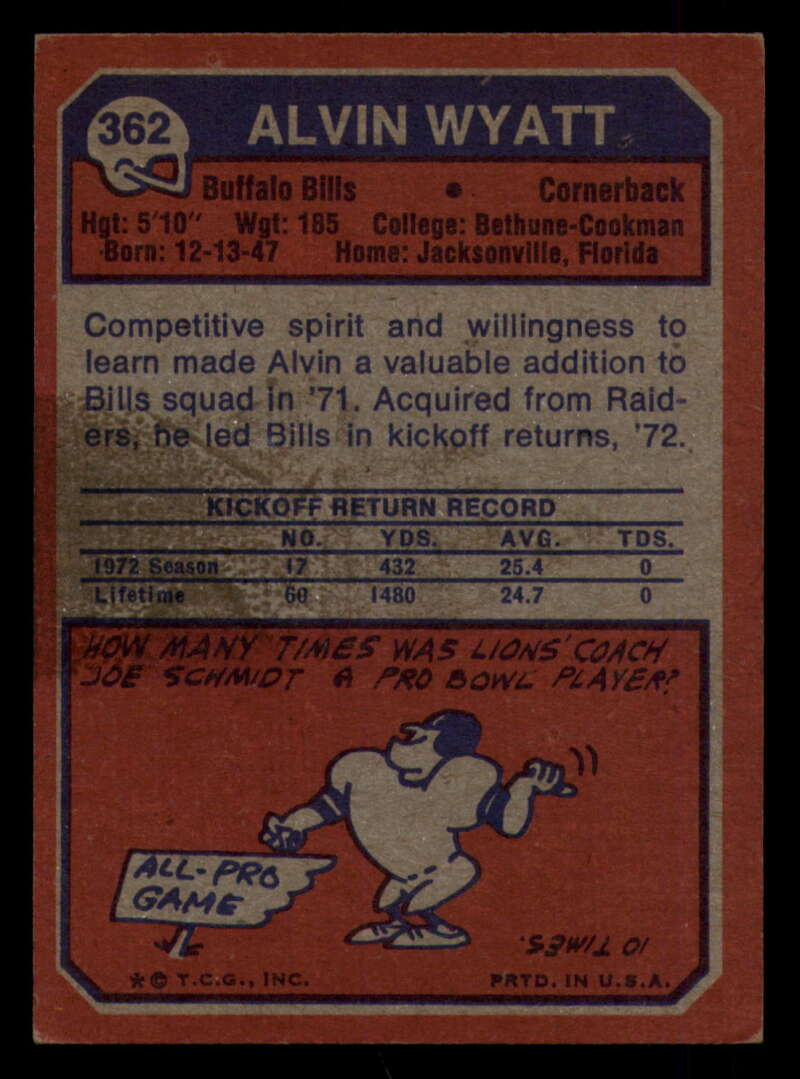 362
ALVIN WYATT
Buffalo Bills • Cornerback
Hgt: 5'10" Wgt: 185 College: Bethune-Cookman
Born: 12-13-47 Home: Jacksonville, Florida
Competitive spirit and willingness to
learn made Alvin a valuable addition to
Bills squad in '71. Acquired from Raid-
ers, he led Bills in kickoff returns, '72.
KICKOFF RETURN RECORD
NO. YDS. AVG. TDS.
1972 Season 17 432 25.4 0
Lifetime 60 1480 24.7 0
HOW MANY TIMES WAS LIONS' COACH
JOE SCHMIDT A PRO BOWL PLAYER?
ALL-PRO
GAME
10 TIMES.
* © T.C.G., INC. PRTD. IN U.S.A.